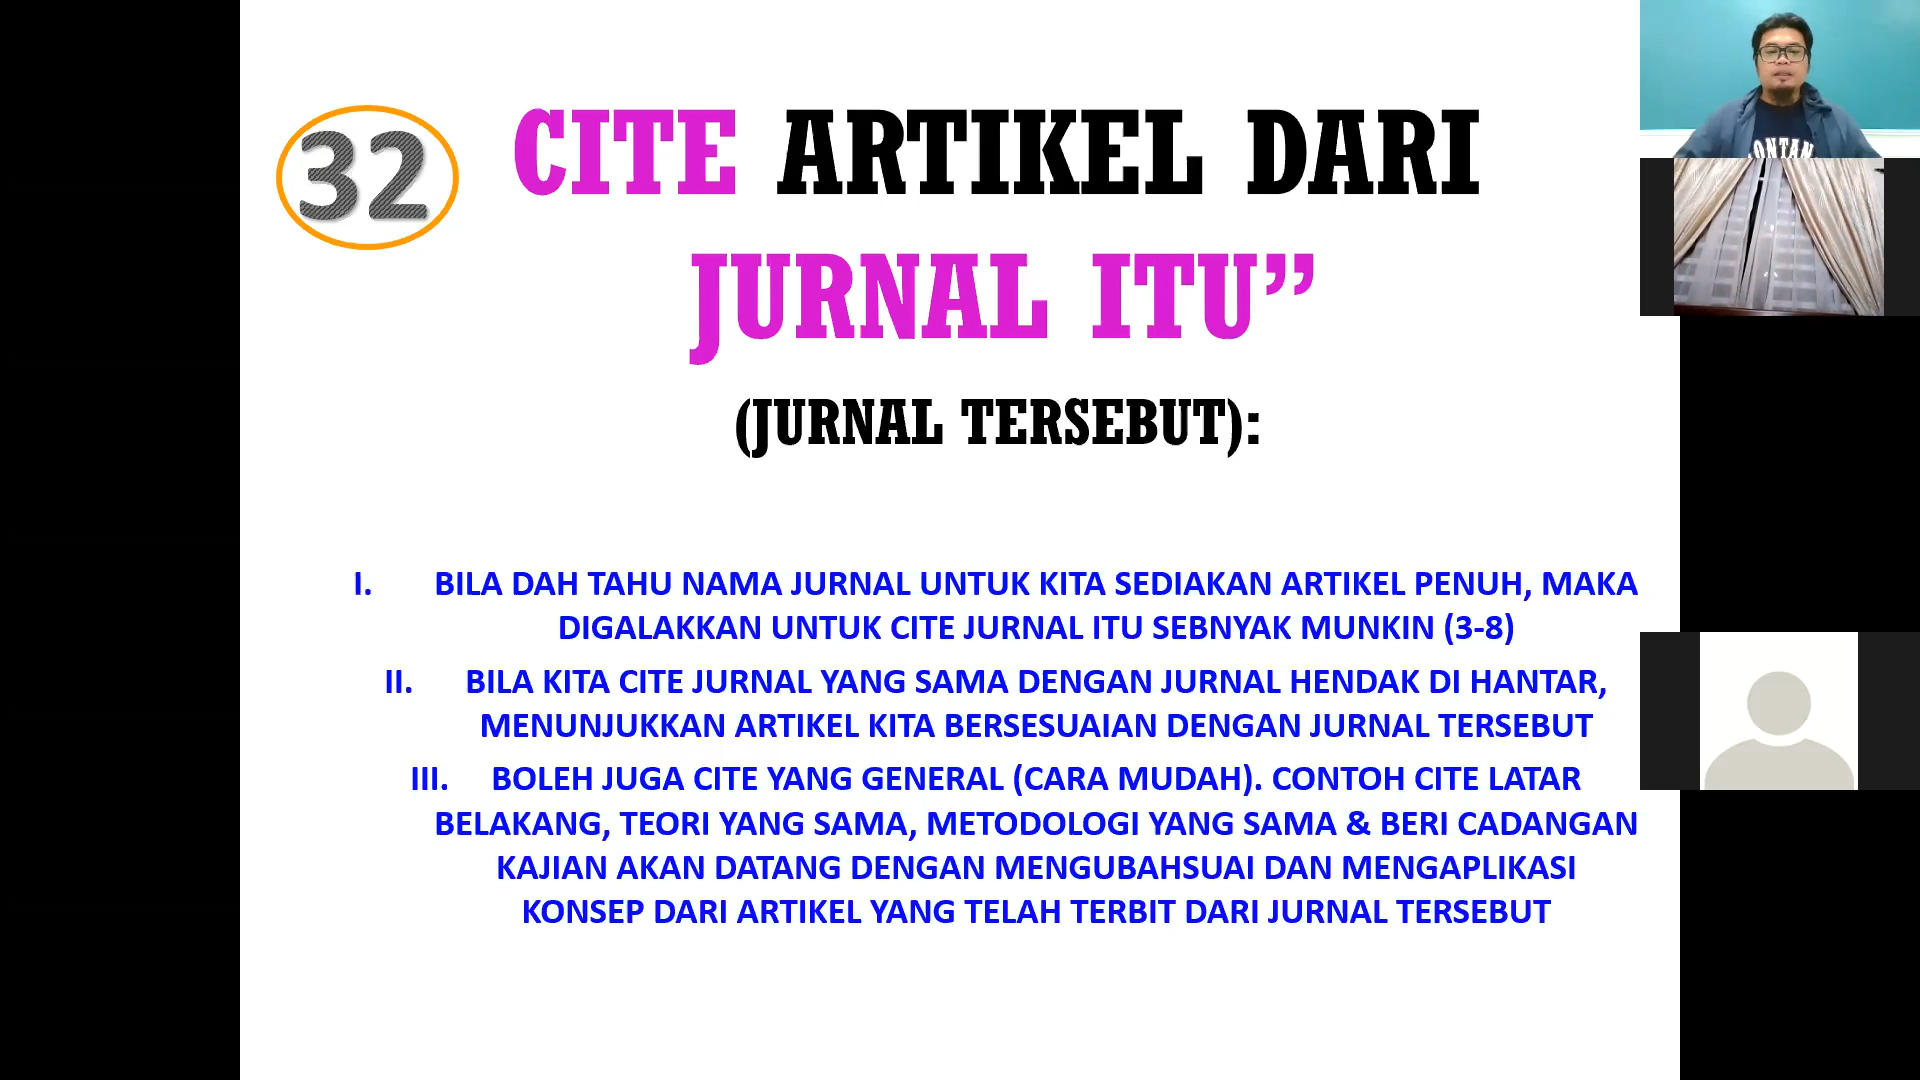 32
CITE ARTIKEL DARI
JURNAL ITU”
(JURNAL TERSEBUT):
I. BILA DAH TAHU NAMA JURNAL UNTUK KITA SEDIAKAN ARTIKEL PENUH, MAKA
DIGALAKKAN UNTUK CITE JURNAL ITU SEBNYAK MUNKIN (3-8)
II. BILA KITA CITE JURNAL YANG SAMA DENGAN JURNAL HENDAK DI HANTAR,
MENUNJUKKAN ARTIKEL KITA BERSESUAIAN DENGAN JURNAL TERSEBUT
III. BOLEH JUGA CITE YANG GENERAL (CARA MUDAH). CONTOH CITE LATAR
BELAKANG, TEORI YANG SAMA, METODOLOGI YANG SAMA & BERI CADANGAN
KAJIAN AKAN DATANG DENGAN MENGUBAHSUAI DAN MENGAPLIKASI
KONSEP DARI ARTIKEL YANG TELAH TERBIT DARI JURNAL TERSEBUT